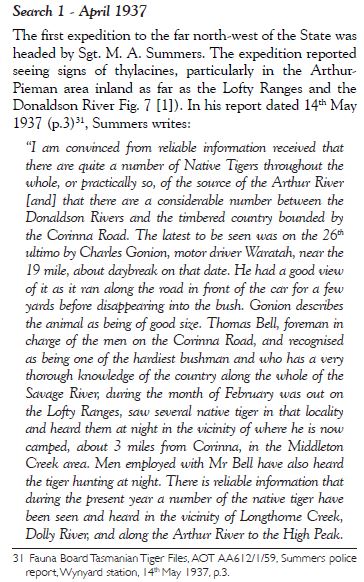 Search 1 - April 1937
The first expedition to the far north-west of the State was
headed by Sgt. M. A. Summers. The expedition reported
seeing signs of thylacines, particularly in the Arthur-
Pieman area inland as far as the Lofty Ranges and the
Donaldson River Fig. 7 [1]). In his report dated 14th May
1937 (p.3)31, Summers writes:
"I am convinced from reliable information received that
there are quite a number of Native Tigers throughout the
whole, or practically so, of the source of the Arthur River
[and] that there are a considerable number between the
Donaldson Rivers and the timbered country bounded by
the Corinna Road. The latest to be seen was on the 26th
ultimo by Charles Gonion, motor driver Waratah, near the
19 mile, about daybreak on that date. He had a good view
of it as it ran along the road in front of the car for a few
yards before disappearing into the bush. Gonion describes
the animal as being of good size. Thomas Bell, foreman in
charge of the men on the Corinna Road, and recognised
as being one of the hardiest bushman and who has a very
thorough knowledge of the country along the whole of the
Savage River, during the month of February was out on
the Lofty Ranges, saw several native tiger in that locality
and heard them at night in the vicinity of where he is now
camped, about 3 miles from Corinna, in the Middleton
Creek area. Men employed with Mr Bell have also heard
the tiger hunting at night. There is reliable information that
during the present year a number of the native tiger have
been seen and heard in the vicinity of Longthorne Creek,
Dolly River, and along the Arthur River to the High Peak.
31 Fauna Board Tasmanian Tiger Files, AOT AA612/1/59, Summers police
report, Wynyard station, 14th May 1937, p.3.